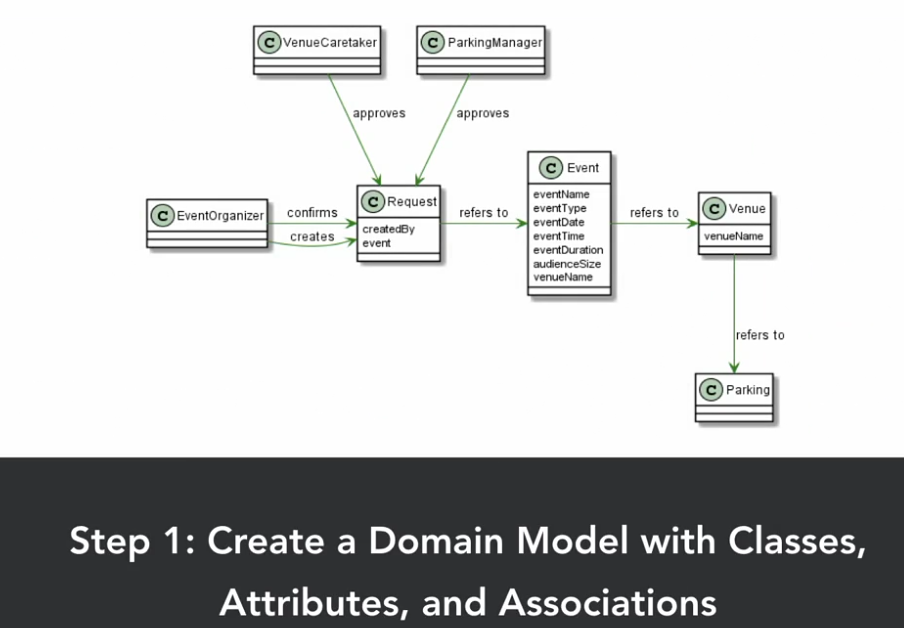 C VenueCaretaker
C ParkingManager
approves
approves
C EventOrganizer
confirms
creates
C Request
createdBy
event
refers to
C Event
eventName
eventType
eventDate
eventTime
eventDuration
audienceSize
venueName
refers to
C Venue
venueName
refers to
C Parking
Step 1: Create a Domain Model with Classes,
Attributes, and Associations